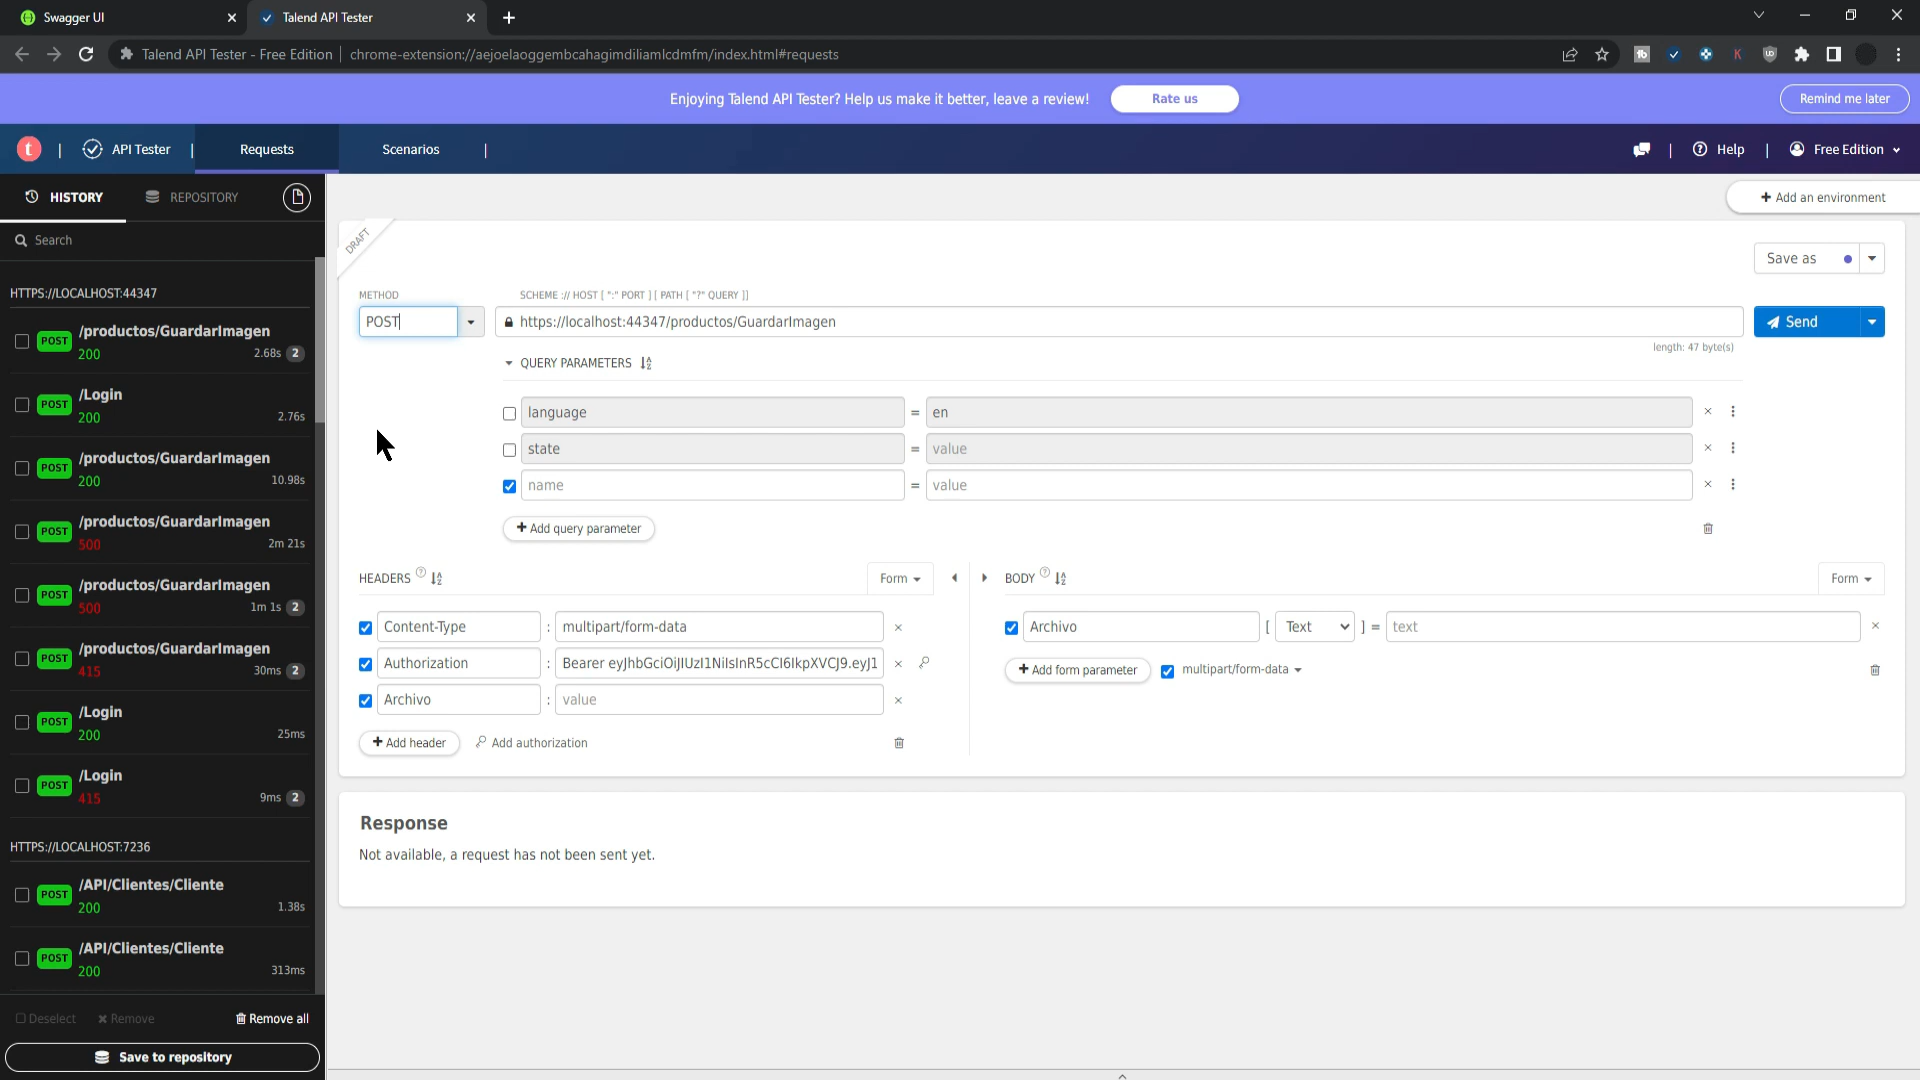 Swagger UI
Talend API Tester
Talend API Tester - Free Edition | chrome-extension://aejoelaoggembcahagimdiliamlcdmfm/index.html#requests
Enjoying Talend API Tester? Help us make it better, leave a review!
Rate us
Remind me later
t | API Tester |
Requests
Scenarios |
| Help | Free Edition
HISTORY
REPOSITORY
Search
HTTPS://LOCALHOST:44347
POST /productos/GuardarImagen
200 2.68s 2
POST /Login
200 2.76s
POST /productos/GuardarImagen
200 10.98s
POST /productos/GuardarImagen
500 2m 21s
POST /productos/GuardarImagen
500 1m 1s 2
POST /productos/GuardarImagen
415 30ms 2
POST /Login
200 25ms
POST /Login
415 9ms 2
HTTPS://LOCALHOST:7236
POST /API/Clientes/Cliente
200 1.38s
POST /API/Clientes/Cliente
200 313ms
Deselect
Remove
Remove all
Save to repository
+ Add an environment
DRAFT
Save as
METHOD
SCHEME :// HOST [ ":" PORT ] [ PATH [ "?" QUERY ]]
POST
https://localhost:44347/productos/GuardarImagen
Send
length: 47 byte(s)
QUERY PARAMETERS
language = en
state = value
name = value
+ Add query parameter
HEADERS ?
Form
Content-Type : multipart/form-data
Authorization : Bearer eyJhbGciOiJIUzI1NiIsInR5cCI6IkpXVCJ9.eyJ1
Archivo : value
+ Add header
Add authorization
BODY ?
Form
Archivo [ Text ] = text
+ Add form parameter
multipart/form-data
Response
Not available, a request has not been sent yet.